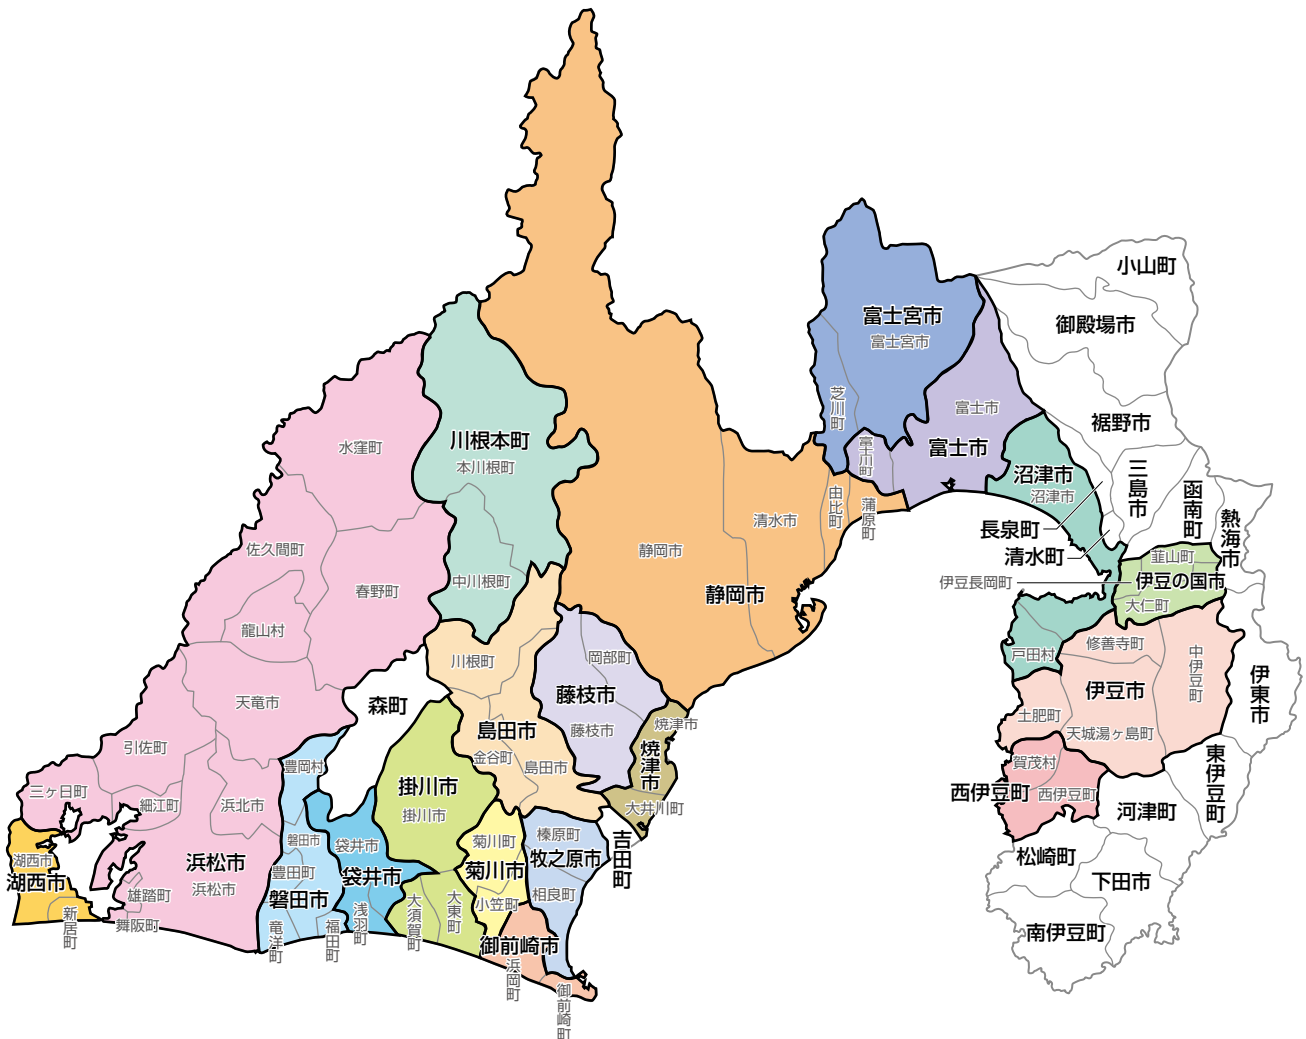 小山町
御殿場市
富士宮市
富士宮市
芝川町
富士市
富士市
富士川町
裾野市
三島市
函南町
熱海市
沼津市
沼津市
長泉町
清水町
川根本町
本川根町
中川根町
水窪町
佐久間町
春野町
龍山村
天竜市
静岡市
静岡市
清水市
由比町
蒲原町
韮山町
伊豆長岡町
伊豆の国市
大仁町
戸田村
修善寺町
中伊豆町
伊豆市
土肥町
天城湯ヶ島町
伊東市
東伊豆町
賀茂村
西伊豆町
西伊豆町
河津町
松崎町
下田市
南伊豆町
川根町
岡部町
藤枝市
藤枝市
森町
島田市
金谷町
島田市
焼津市
焼津市
大井川町
吉田町
引佐町
三ヶ日町
細江町
浜北市
豊岡村
掛川市
掛川市
磐田市
袋井市
菊川町
榛原町
湖西市
湖西市
浜松市
浜松市
豊田町
磐田市
袋井市
菊川市
牧之原市
相良町
雄踏町
舞阪町
新居町
竜洋町
福田町
浅羽町
大須賀町
大東町
小笠町
御前崎市
浜岡町
御前崎町